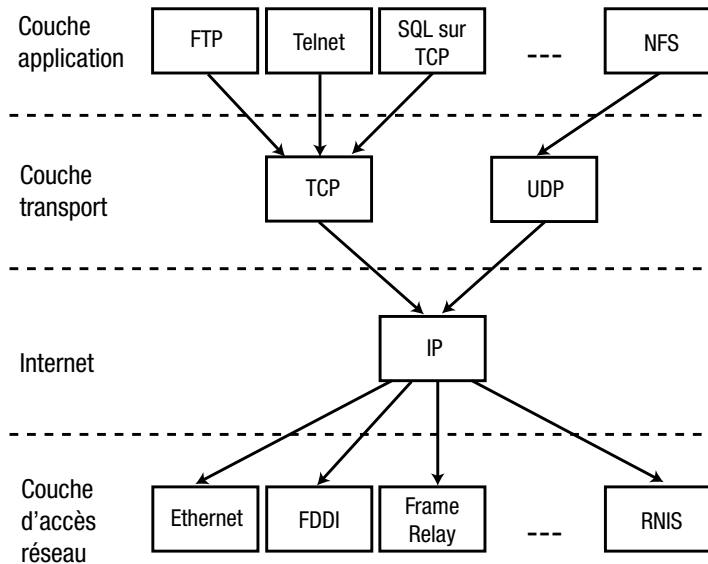 Couche
application
FTP
Telnet
SQL sur
TCP
---
NFS
Couche
transport
TCP
UDP
Internet
IP
Couche
d'accès
réseau
Ethernet
FDDI
Frame
Relay
---
RNIS